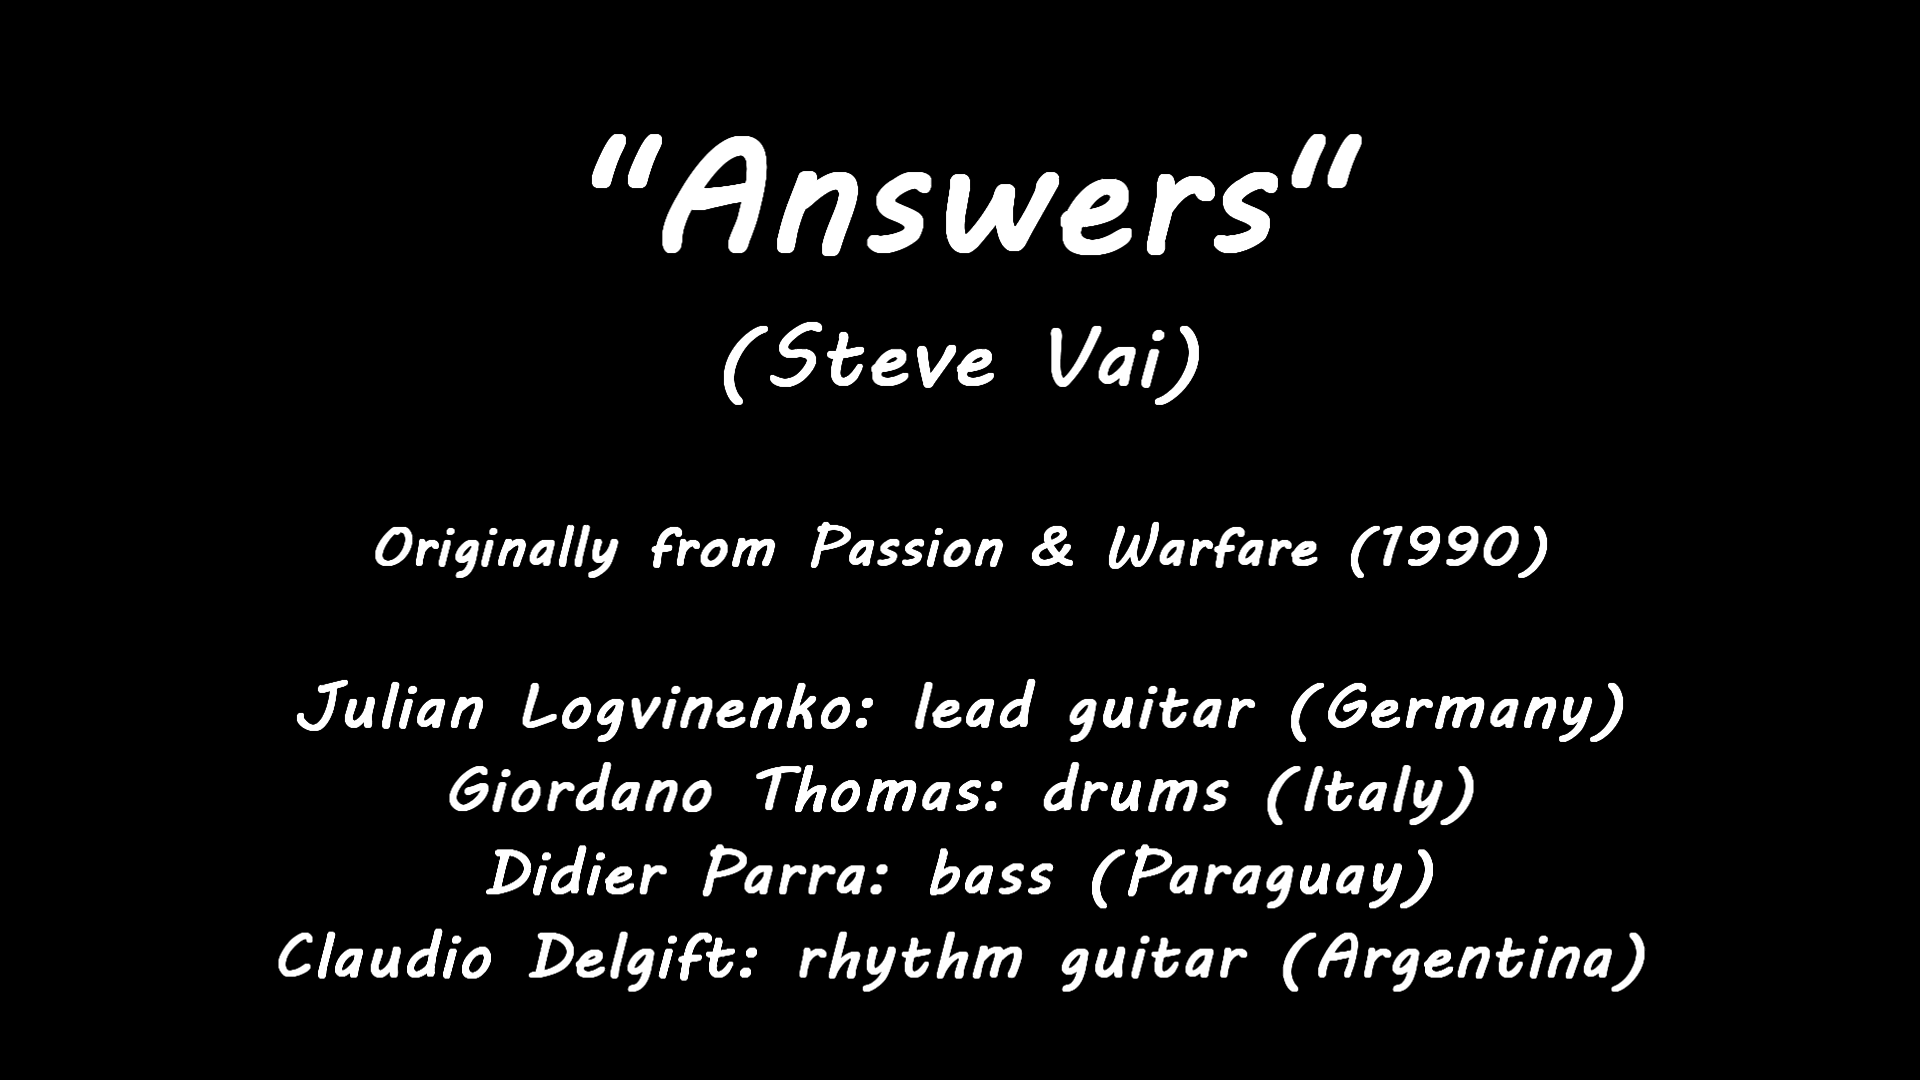 "Answers"
(Steve Vai)
Originally from Passion & Warfare (1990)
Julian Logvinenko: lead guitar (Germany)
Giordano Thomas: drums (Italy)
Didier Parra: bass (Paraguay)
Claudio Delgift: rhythm guitar (Argentina)